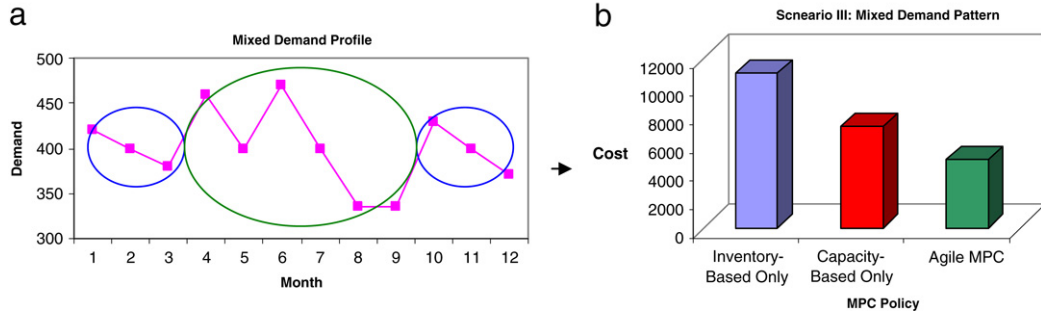 a
Mixed Demand Profile
500
450
400
350
300
Demand
1 2 3 4 5 6 7 8 9 10 11 12
Month
b
Scneario III: Mixed Demand Pattern
12000
10000
8000
6000
4000
2000
0
Cost
Inventory- Capacity- Agile MPC
Based Only Based Only
MPC Policy